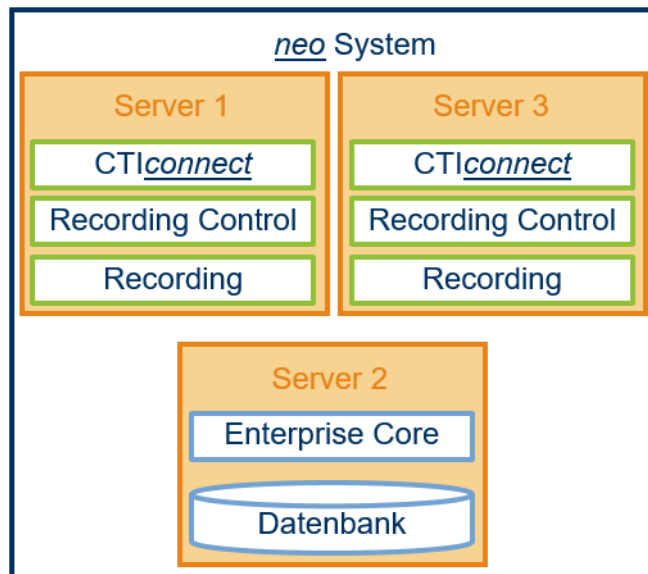 neo System
Server 1
CTIconnect
Recording Control
Recording
Server 3
CTIconnect
Recording Control
Recording
Server 2
Enterprise Core
Datenbank